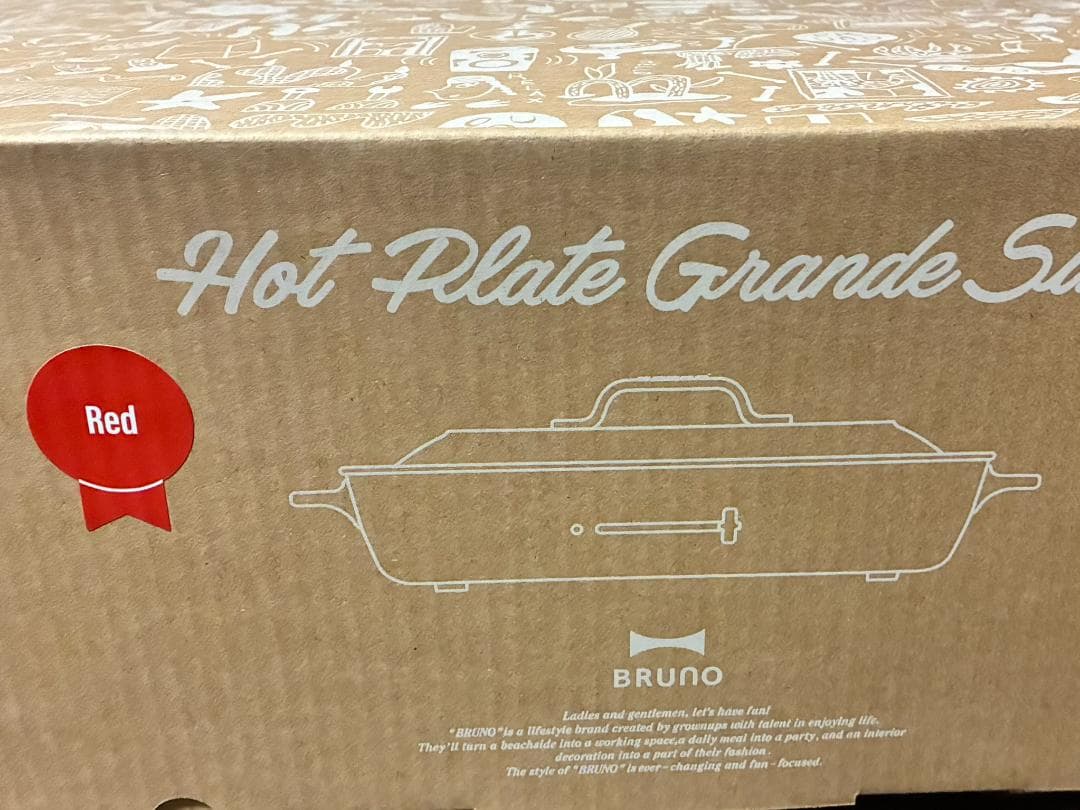 Hot Plate Grande
Red
BRUNO
Ladies and gentlemen, let's have fun!
"BRUNO" is a lifestyle brand created by grownups with talent in enjoying life.
They'll turn a beachside into a working space,a daily meal into a party, and an interior
decoration into a part of their fashion.
The style of "BRUNO" is ever-changing and fun-focused.